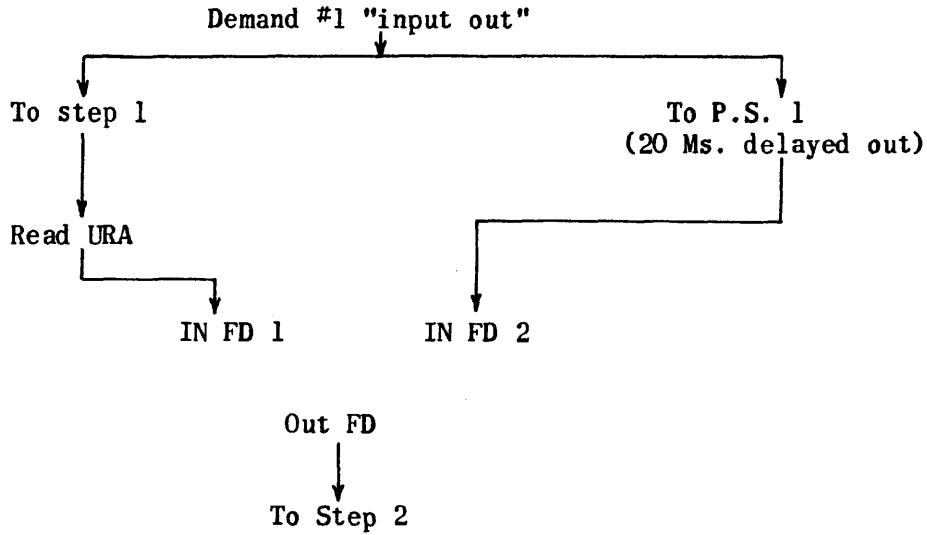 Demand #1 "input out"
To step 1
To P.S. 1
(20 Ms. delayed out)
Read URA
IN FD 1
IN FD 2
Out FD
To Step 2